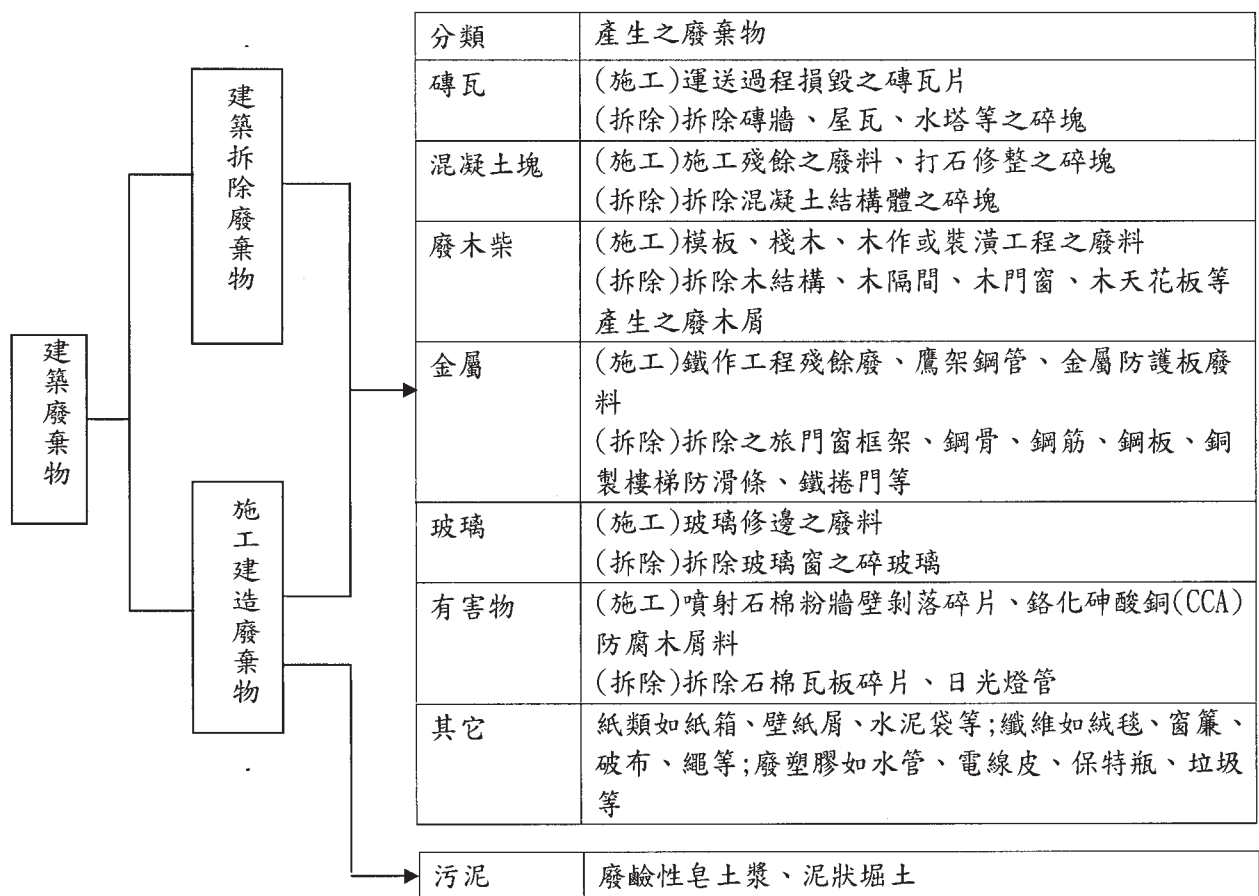 建築廢棄物
建築拆除廢棄物
施工建造廢棄物
分類 產生之廢棄物
磚瓦 (施工)運送過程損毀之磚瓦片
(拆除)拆除磚牆、屋瓦、水塔等之碎塊
混凝土塊 (施工)施工殘餘之廢料、打石修整之碎塊
(拆除)拆除混凝土結構體之碎塊
廢木柴 (施工)模板、棧木、木作或裝潢工程之廢料
(拆除)拆除木結構、木隔間、木門窗、木天花板等
產生之廢木屑
金屬 (施工)鐵作工程殘餘廢、鷹架鋼管、金屬防護板廢
料
(拆除)拆除之旅門窗框架、鋼骨、鋼筋、鋼板、銅
製樓梯防滑條、鐵捲門等
玻璃 (施工)玻璃修邊之廢料
(拆除)拆除玻璃窗之碎玻璃
有害物 (施工)噴射石棉粉牆壁剝落碎片、鉻化砷酸銅(CCA)
防腐木屑料
(拆除)拆除石棉瓦板碎片、日光燈管
其它 紙類如紙箱、壁紙屑、水泥袋等;纖維如絨毯、窗簾、
破布、繩等;廢塑膠如水管、電線皮、保特瓶、垃圾
等
污泥 廢鹼性皂土漿、泥狀堀土